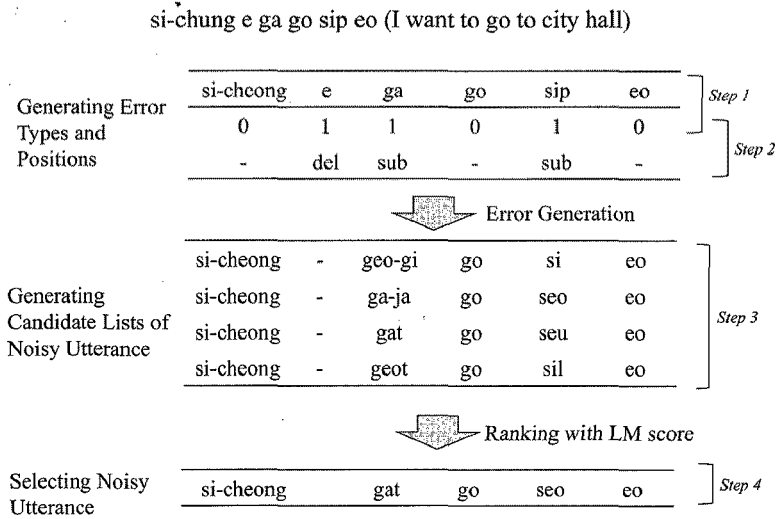 si-chung e ga go sip eo (I want to go to city hall)
Generating Error
Types and
Positions
si-cheong e ga go sip eo
0 1 1 0 1 0
- del sub - sub -
Step 1
Step 2
Error Generation
Generating
Candidate Lists of
Noisy Utterance
si-cheong - geo-gi go si eo
si-cheong - ga-ja go seo eo
si-cheong - gat go seu eo
si-cheong - geot go sil eo
Step 3
Ranking with LM score
Selecting Noisy
Utterance
si-cheong gat go seo eo
Step 4